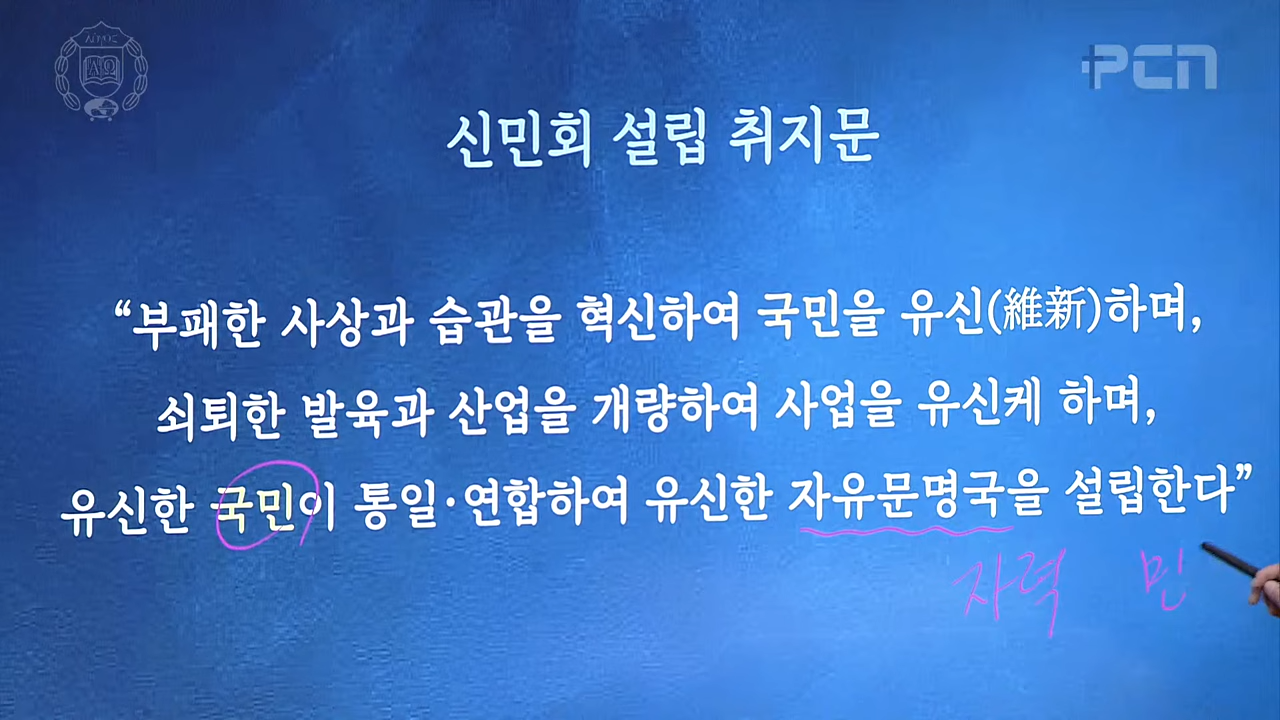 PCN
신민회 설립 취지문
“부패한 사상과 습관을 혁신하여 국민을 유신(維新)하며,
쇠퇴한 발육과 산업을 개량하여 사업을 유신케 하며,
유신한 국민이 통일·연합하여 유신한 자유문명국을 설립한다”
자력 민